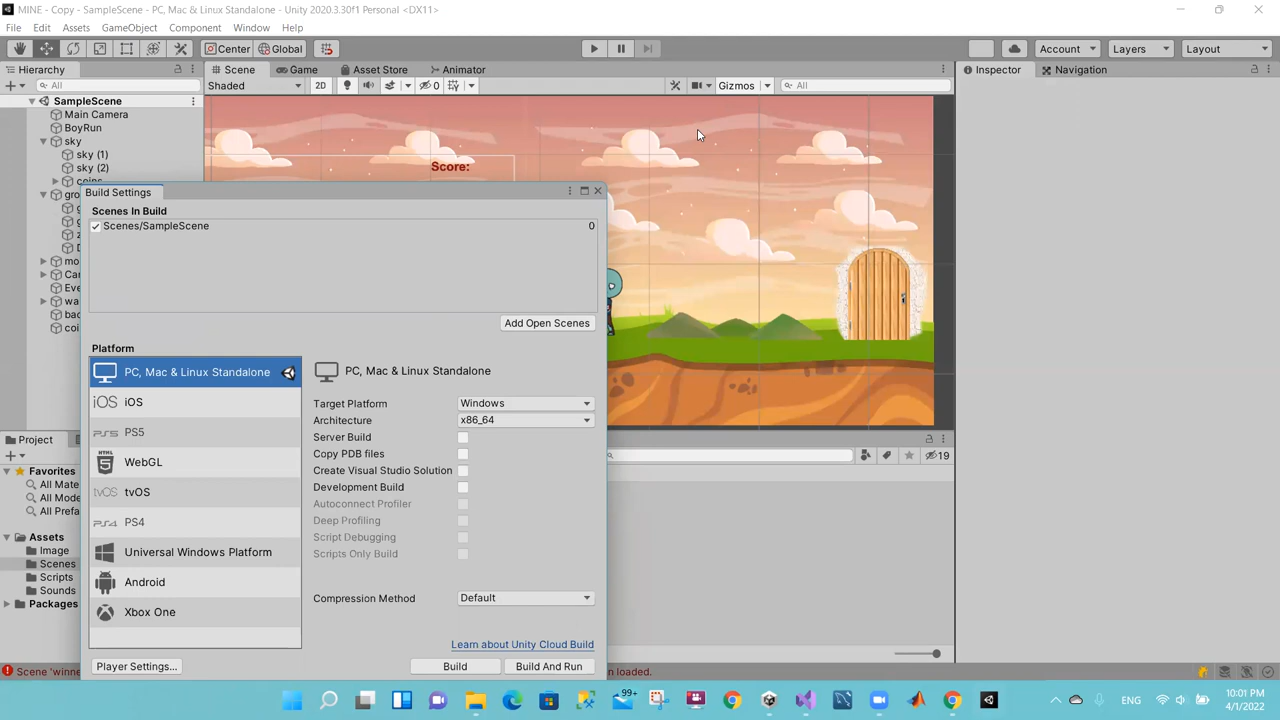 MINE - Copy - SampleScene - PC, Mac & Linux Standalone - Unity 2020.3.30f1 Personal <DX11>
File Edit Assets GameObject Component Window Help
Center Global Account Layers Layout
Hierarchy Scene Game Asset Store Animator Inspector Navigation
All Shaded 2D 0 Gizmos All
SampleScene
Main Camera
BoyRun
sky
sky (1)
sky (2)
Score:
Build Settings
Scenes In Build
Scenes/SampleScene 0
Add Open Scenes
Platform
PC, Mac & Linux Standalone
iOS
PS5
WebGL
tvOS
PS4
Universal Windows Platform
Android
Xbox One
PC, Mac & Linux Standalone
Target Platform Windows
Architecture x86_64
Server Build
Copy PDB files
Create Visual Studio Solution
Development Build
Autoconnect Profiler
Deep Profiling
Script Debugging
Scripts Only Build
Compression Method Default
Learn about Unity Cloud Build
Player Settings... Build Build And Run
Project
19
Favorites
All Mate
All Mode
All Prefa
Assets
Image
Scenes
Scripts
Sounds
Packages
Scene 'winne
n loaded.
99+
ENG
10:01 PM
4/1/2022